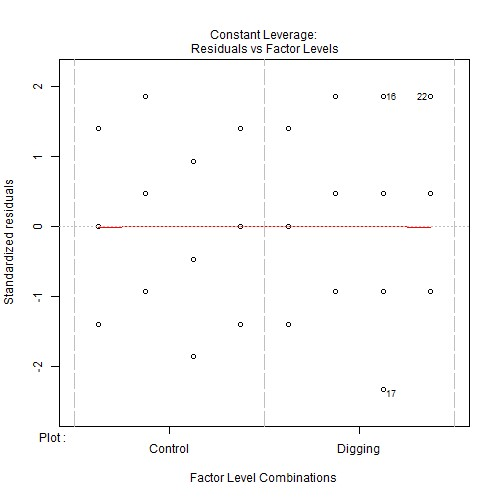 Constant Leverage:
Residuals vs Factor Levels
Standardized residuals
2
1
0
-1
-2
16
22
17
Plot :
Control
Digging
Factor Level Combinations